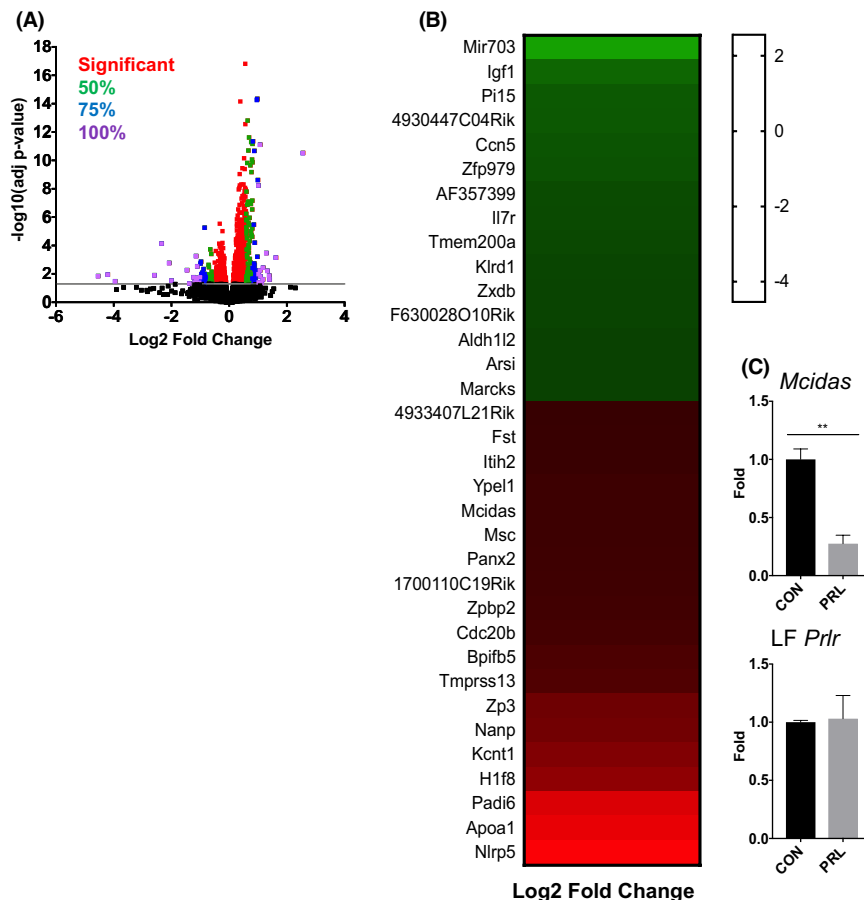 (A)
18
16
14
12
10
8
6
4
2
0
-log10(adj p-value)
Significant
50%
75%
100%
-6
-4
-2
0
2
4
Log2 Fold Change
(B)
Mir703
Igf1
Pi15
4930447C04Rik
Ccn5
Zfp979
AF357399
Il7r
Tmem200a
Klrd1
Zxdb
F630028O10Rik
Aldh1l2
Arsi
Marcks
4933407L21Rik
Fst
Itih2
Ypel1
Mcidas
Msc
Panx2
1700110C19Rik
Zpbp2
Cdc20b
Bpifb5
Tmprss13
Zp3
Nanp
Kcnt1
H1f8
Padi6
Apoa1
Nlrp5
Log2 Fold Change
2
0
-2
-4
(C)
Mcidas
1.5
1.0
0.5
0.0
Fold
**
CON
PRL
LF Prlr
1.5
1.0
0.5
0.0
Fold
CON
PRL